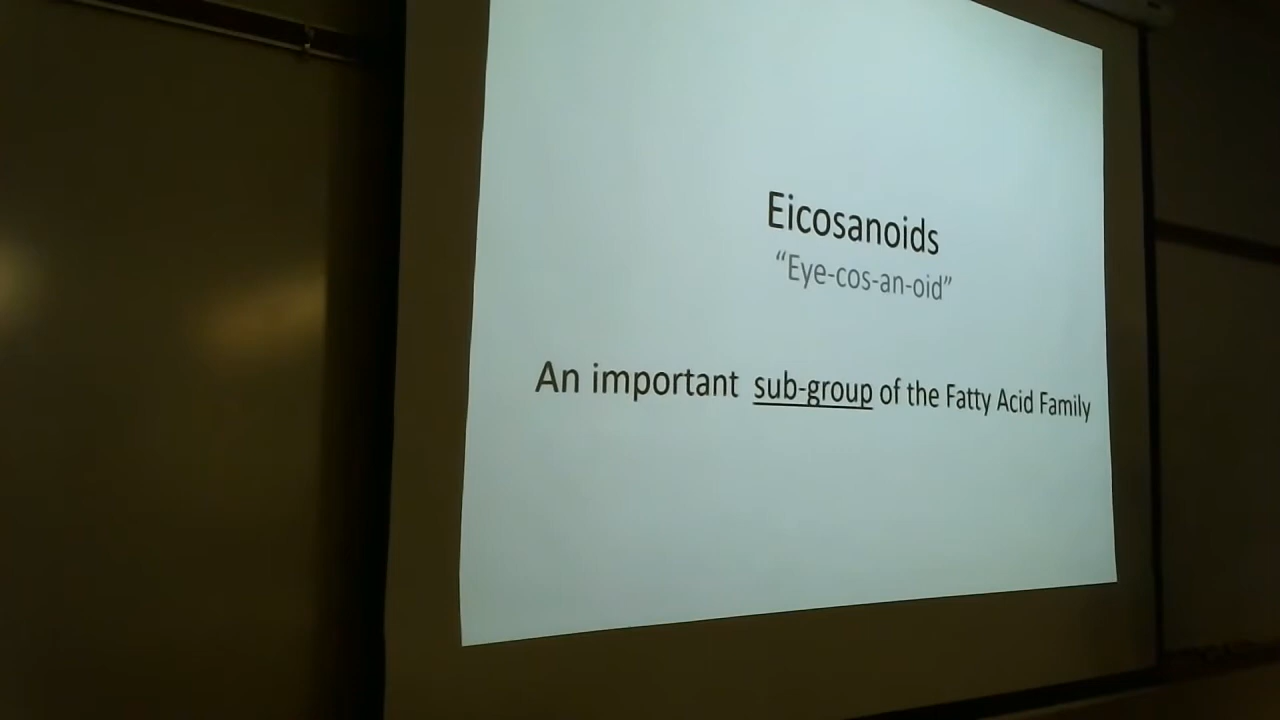 Eicosanoids
“Eye-cos-an-oid”
An important sub-group of the Fatty Acid Family